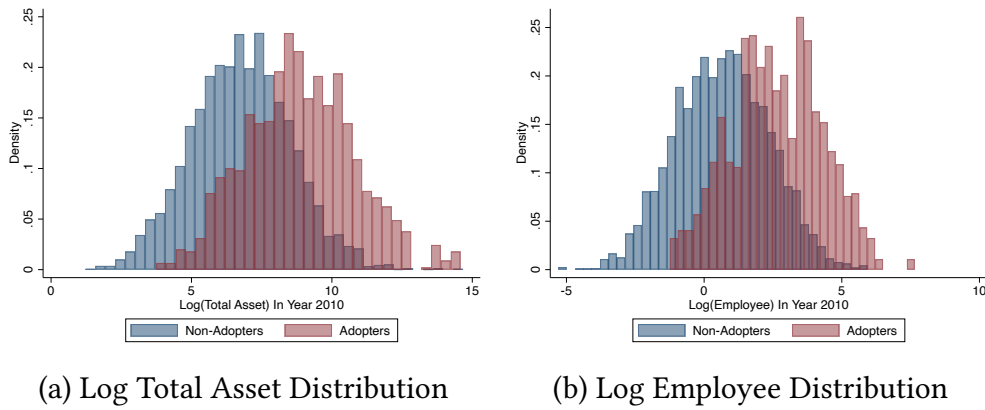 .25
.2
.15
.1
.05
0
Density
0 5 10 15
Log(Total Asset) In Year 2010
Non-Adopters Adopters
(a) Log Total Asset Distribution
.25
.2
.15
.1
.05
0
Density
-5 0 5 10
Log(Employee) In Year 2010
Non-Adopters Adopters
(b) Log Employee Distribution